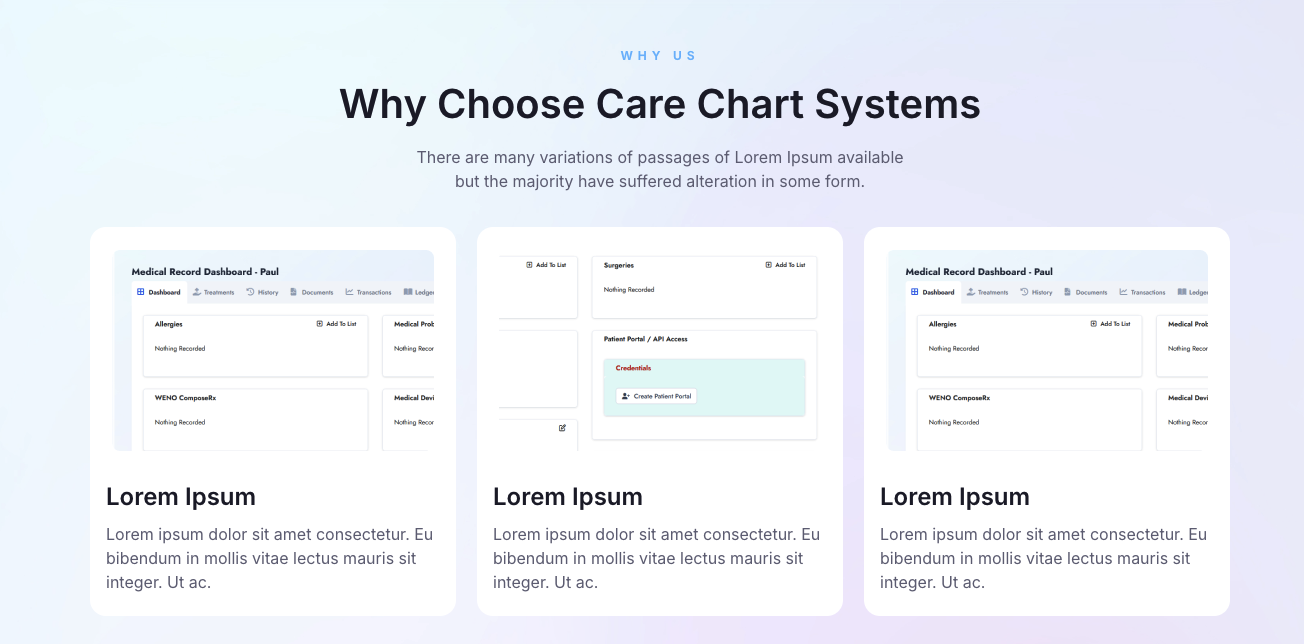 WHY US
Why Choose Care Chart Systems
There are many variations of passages of Lorem Ipsum available
but the majority have suffered alteration in some form.
Medical Record Dashboard - Paul
Dashboard Treatments History Documents Transactions Ledger
Allergies Add To List Medical Prob
Nothing Recorded Nothing Recor
WENO ComposeRx Medical Devi
Nothing Recorded Nothing Recor
Lorem Ipsum
Lorem ipsum dolor sit amet consectetur. Eu
bibendum in mollis vitae lectus mauris sit
integer. Ut ac.
Add To List Surgeries Add To List
Nothing Recorded
Patient Portal / API Access
Credentials
Create Patient Portal
Lorem Ipsum
Lorem ipsum dolor sit amet consectetur. Eu
bibendum in mollis vitae lectus mauris sit
integer. Ut ac.
Medical Record Dashboard - Paul
Dashboard Treatments History Documents Transactions Ledger
Allergies Add To List Medical Prob
Nothing Recorded Nothing Recor
WENO ComposeRx Medical Devi
Nothing Recorded Nothing Recor
Lorem Ipsum
Lorem ipsum dolor sit amet consectetur. Eu
bibendum in mollis vitae lectus mauris sit
integer. Ut ac.